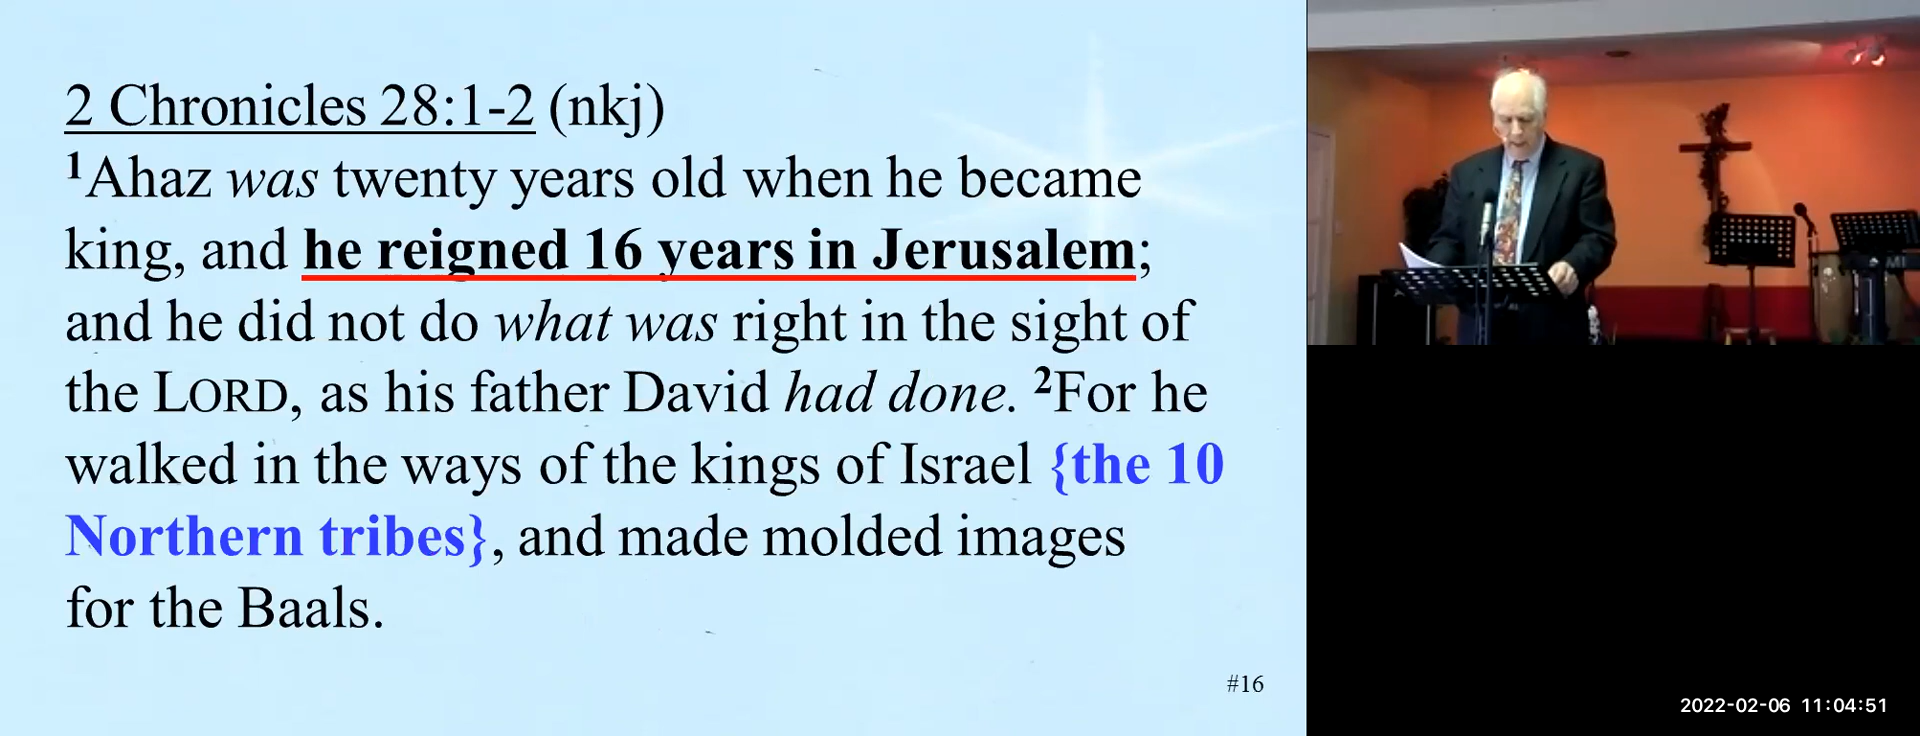 2 Chronicles 28:1-2 (nkj)
1Ahaz was twenty years old when he became
king, and he reigned 16 years in Jerusalem;
and he did not do what was right in the sight of
the LORD, as his father David had done. 2For he
walked in the ways of the kings of Israel {the 10
Northern tribes}, and made molded images
for the Baals.
#16
2022-02-06 11:04:51